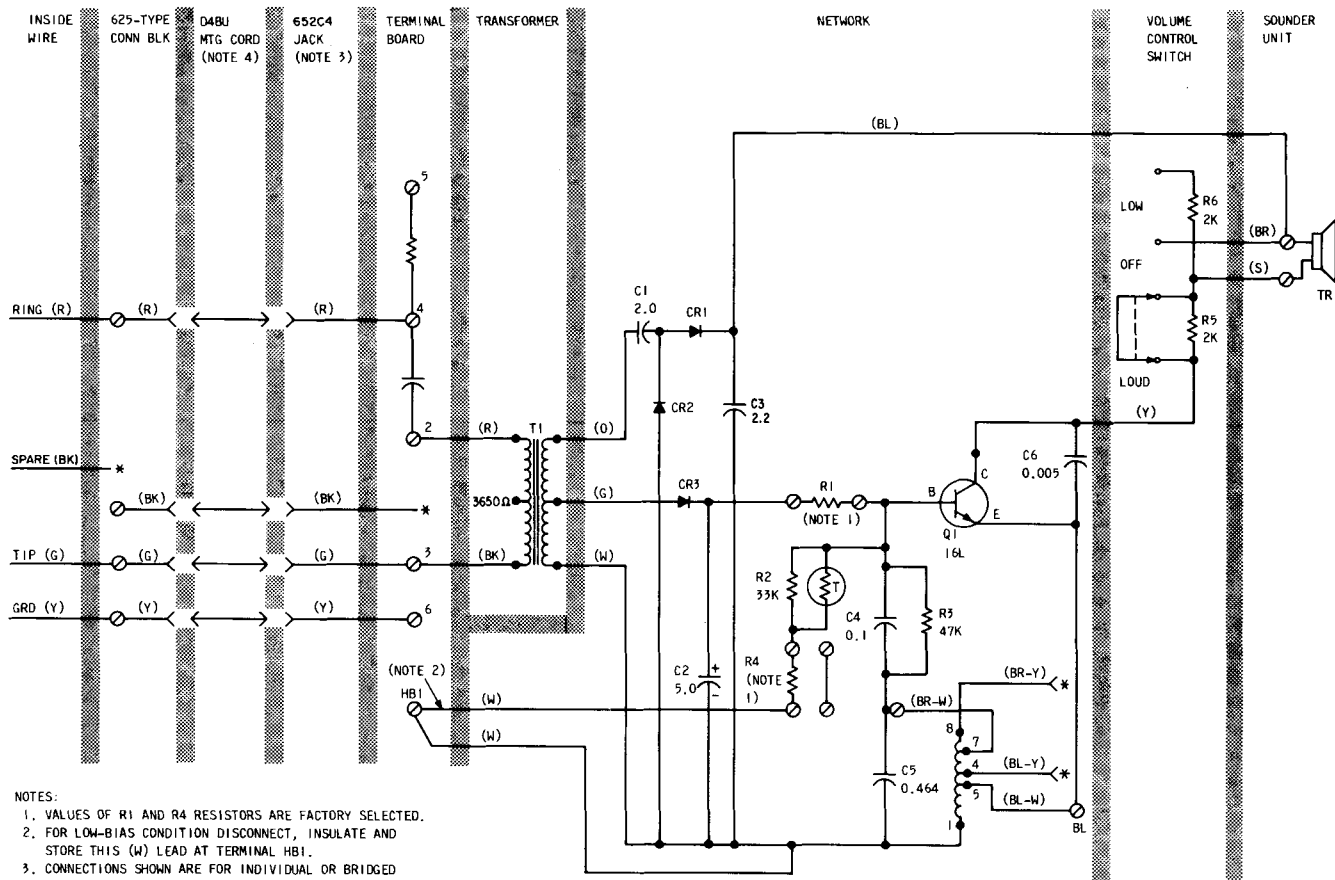 INSIDE WIRE
625-TYPE CONN BLK
D4BU MTG CORD (NOTE 4)
652C4 JACK (NOTE 3)
TERMINAL BOARD
TRANSFORMER
NETWORK
VOLUME CONTROL SWITCH
SOUNDER UNIT
(BL)
5
LOW
R6
2K
(BR)
OFF
(S)
TR
RING (R)
(R)
(R)
4
C1
2.0
CR1
R5
2K
LOUD
CR2
C3
2.2
(Y)
2
(R)
T1
(O)
C6
0.005
SPARE (BK)
*
(BK)
(BK)
*
3650Ω
(G)
CR3
R1
(NOTE 1)
B
C
E
Q1
16L
TIP (G)
(G)
(G)
3
(BK)
(W)
R2
33K
T
C4
0.1
R3
47K
GRD (Y)
(Y)
(Y)
6
(NOTE 2)
HB1
(W)
(W)
C2
5.0
+
-
R4
(NOTE
1)
(BR-W)
(BR-Y)
*
8
7
4
(BL-Y)
*
5
(BL-W)
1
BL
C5
0.464
NOTES:
1. VALUES OF R1 AND R4 RESISTORS ARE FACTORY SELECTED.
2. FOR LOW-BIAS CONDITION DISCONNECT, INSULATE AND
STORE THIS (W) LEAD AT TERMINAL HB1.
3. CONNECTIONS SHOWN ARE FOR INDIVIDUAL OR BRIDGED